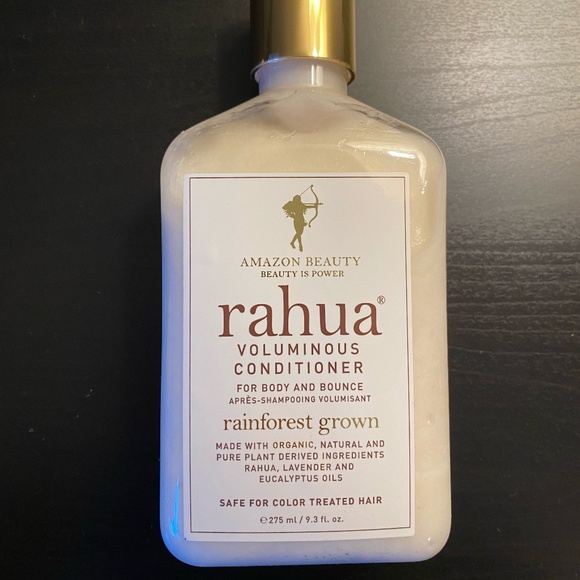 AMAZON BEAUTY
BEAUTY IS POWER
rahua®
VOLUMINOUS
CONDITIONER
FOR BODY AND BOUNCE
APRÈS-SHAMPOOING VOLUMISANT
rainforest grown
MADE WITH ORGANIC, NATURAL AND
PURE PLANT DERIVED INGREDIENTS
RAHUA, LAVENDER AND
EUCALYPTUS OILS
SAFE FOR COLOR TREATED HAIR
℮ 275 ml / 9.3 fl. oz.